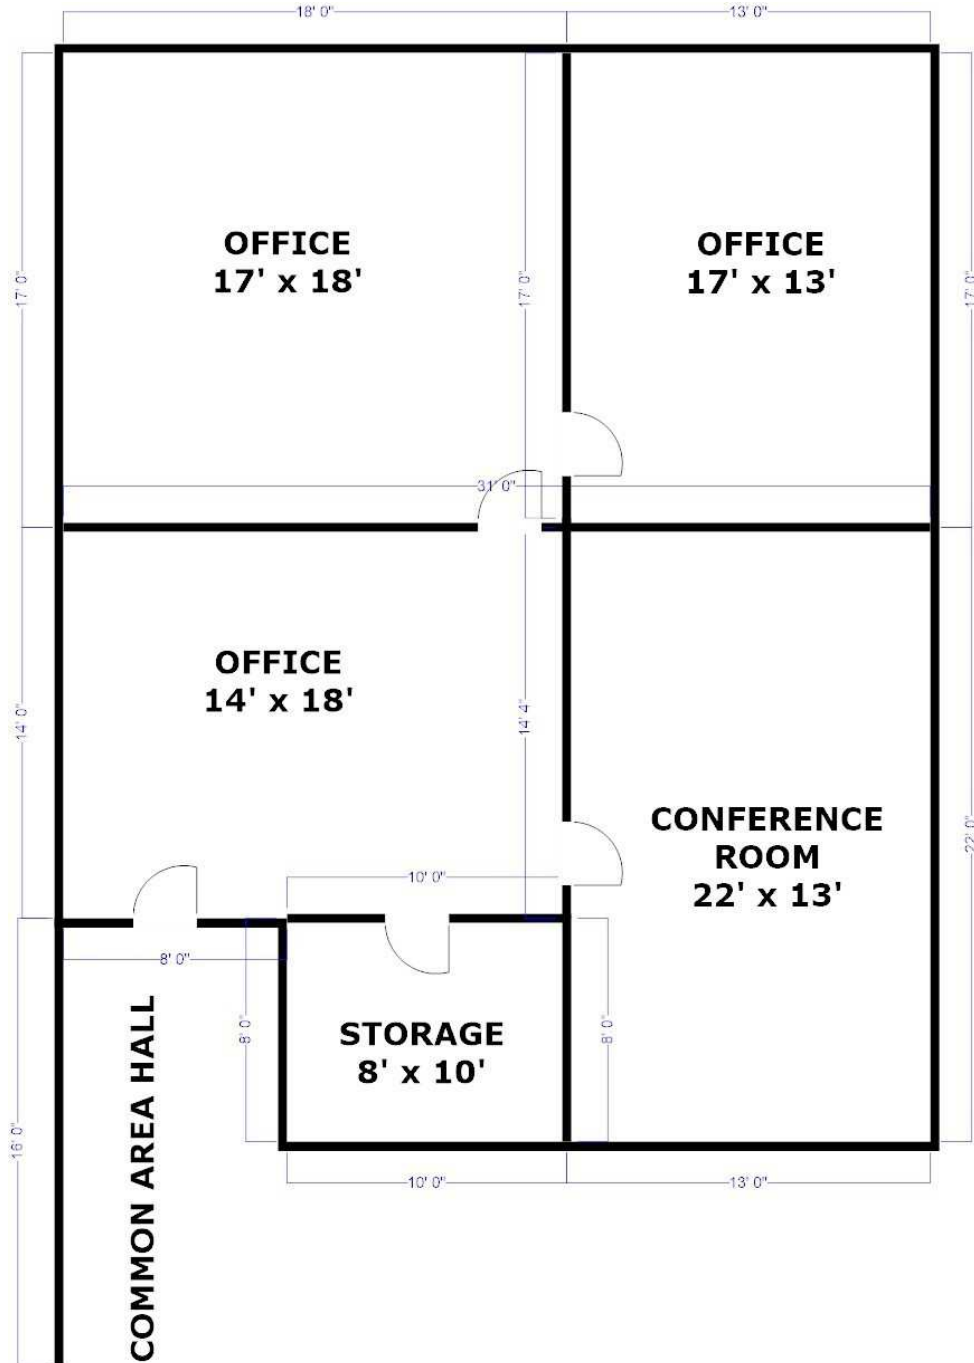 18' 0"
13' 0"
OFFICE
17' x 18'
OFFICE
17' x 13'
17' 0"
17' 0"
17' 0"
31' 0"
OFFICE
14' x 18'
14' 0"
14' 4"
CONFERENCE
ROOM
22' x 13'
22' 0"
10' 0"
8' 0"
STORAGE
8' x 10'
8' 0"
8' 0"
COMMON AREA HALL
16' 0"
10' 0"
13' 0"